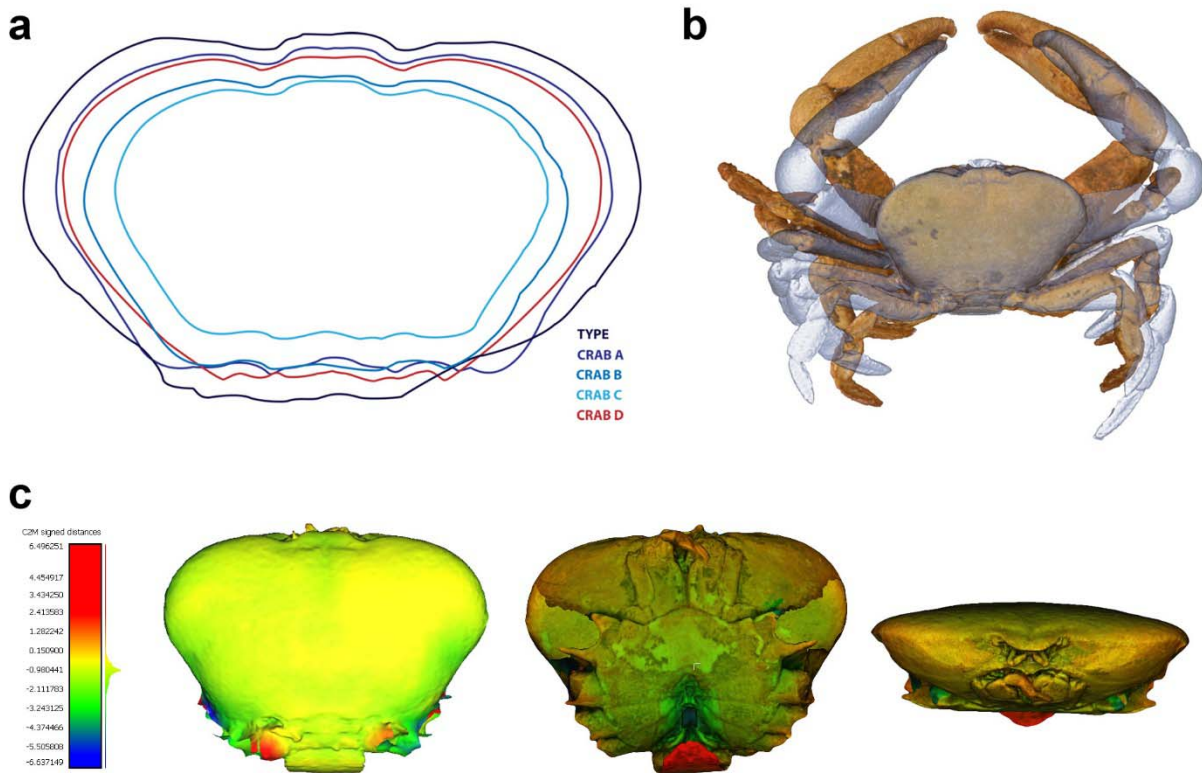 a
b
TYPE
CRAB A
CRAB B
CRAB C
CRAB D
c
C2M signed distances
6.496251
4.454917
3.434250
2.413583
1.282242
0.150900
-0.980441
-2.111783
-3.243125
-4.374466
-5.505808
-6.637149